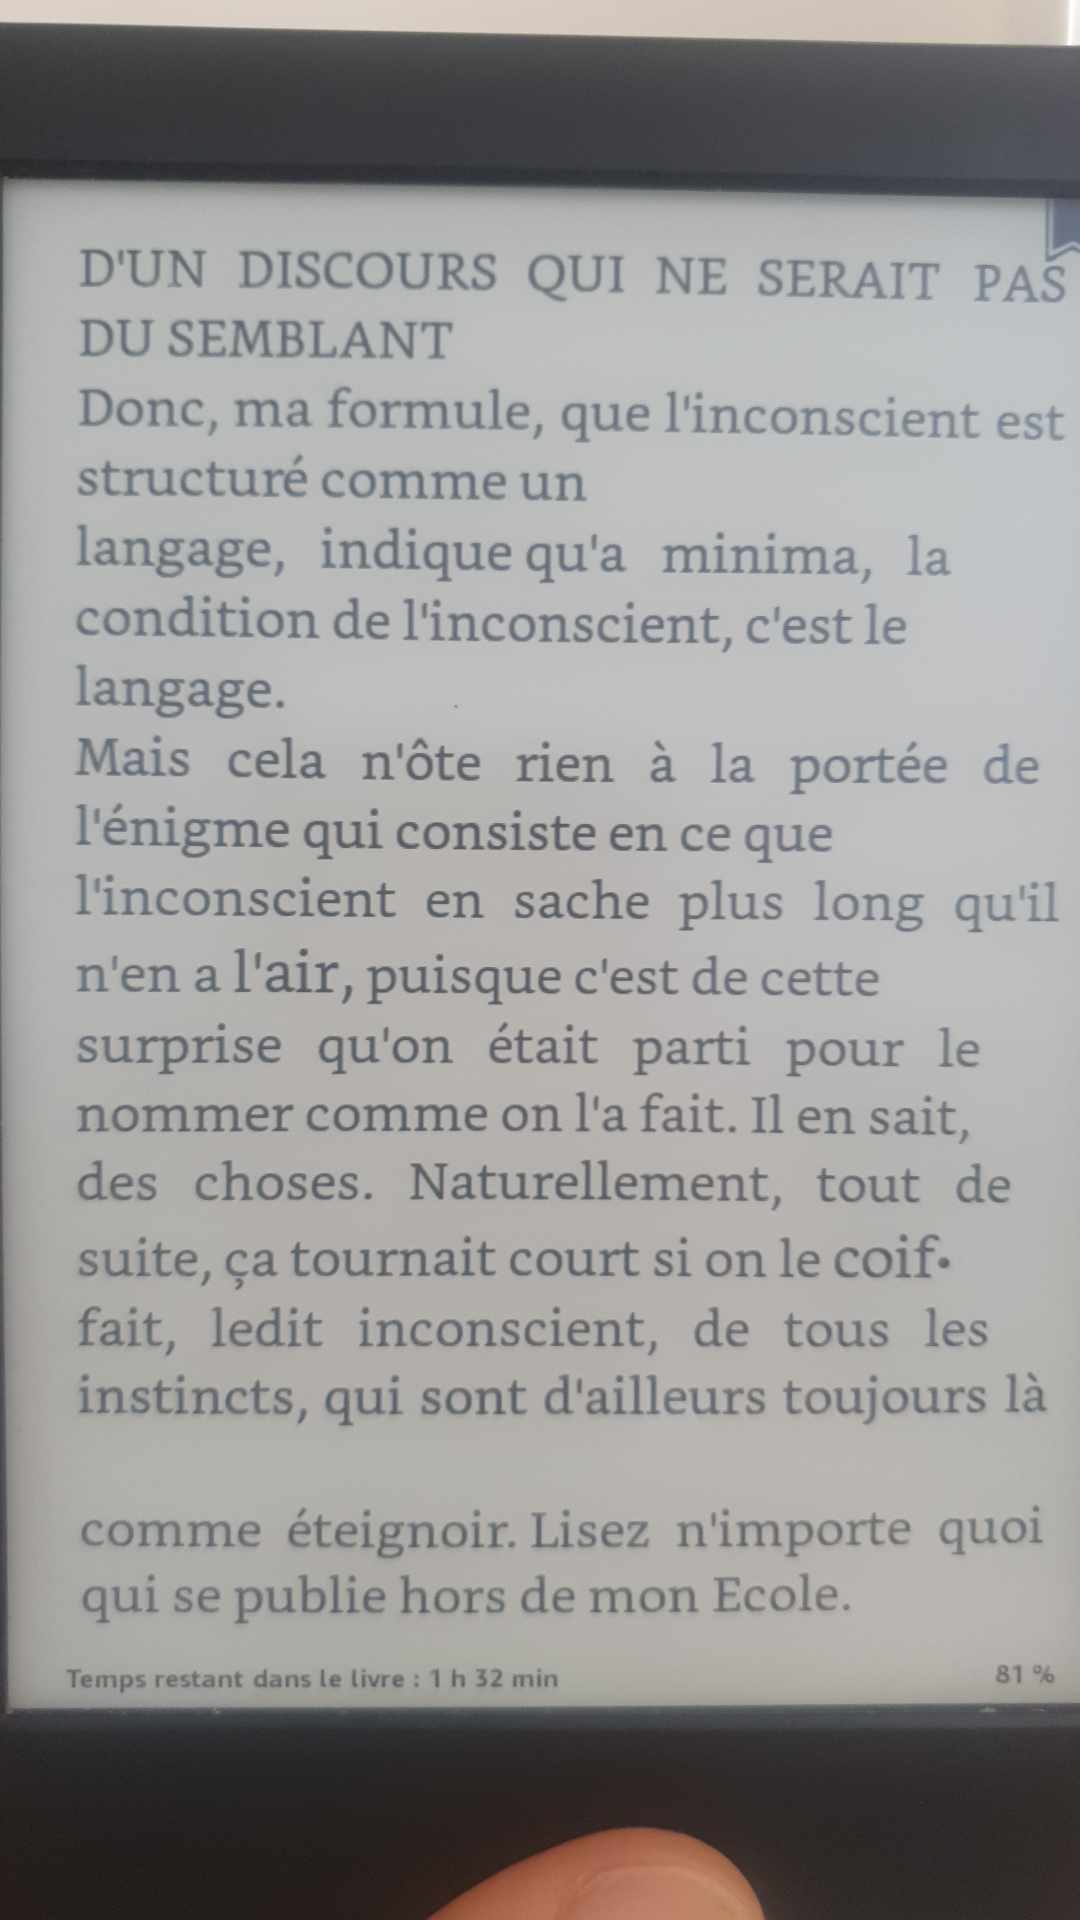 D'UN DISCOURS QUI NE SERAIT PAS
DU SEMBLANT
Donc, ma formule, que l'inconscient est
structuré comme un
langage, indique qu'a minima, la
condition de l'inconscient, c'est le
langage.
Mais cela n'ôte rien à la portée de
l'énigme qui consiste en ce que
l'inconscient en sache plus long qu'il
n'en a l'air, puisque c'est de cette
surprise qu'on était parti pour le
nommer comme on l'a fait. Il en sait,
des choses. Naturellement, tout de
suite, ça tournait court si on le coif•
fait, ledit inconscient, de tous les
instincts, qui sont d'ailleurs toujours là
comme éteignoir. Lisez n'importe quoi
qui se publie hors de mon Ecole.
Temps restant dans le livre : 1 h 32 min 81 %